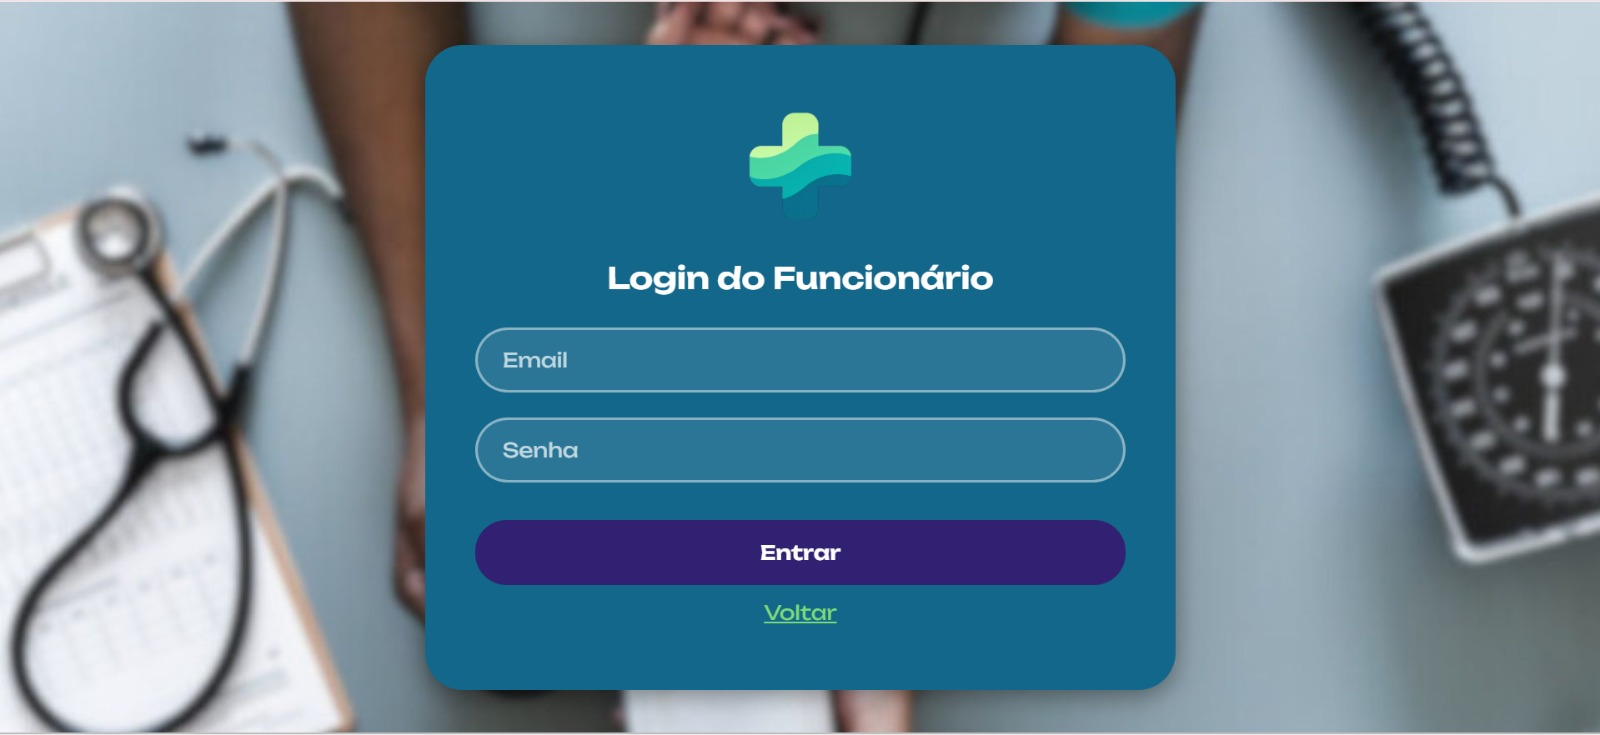 Login do Funcionário
Email
Senha
Entrar
Voltar